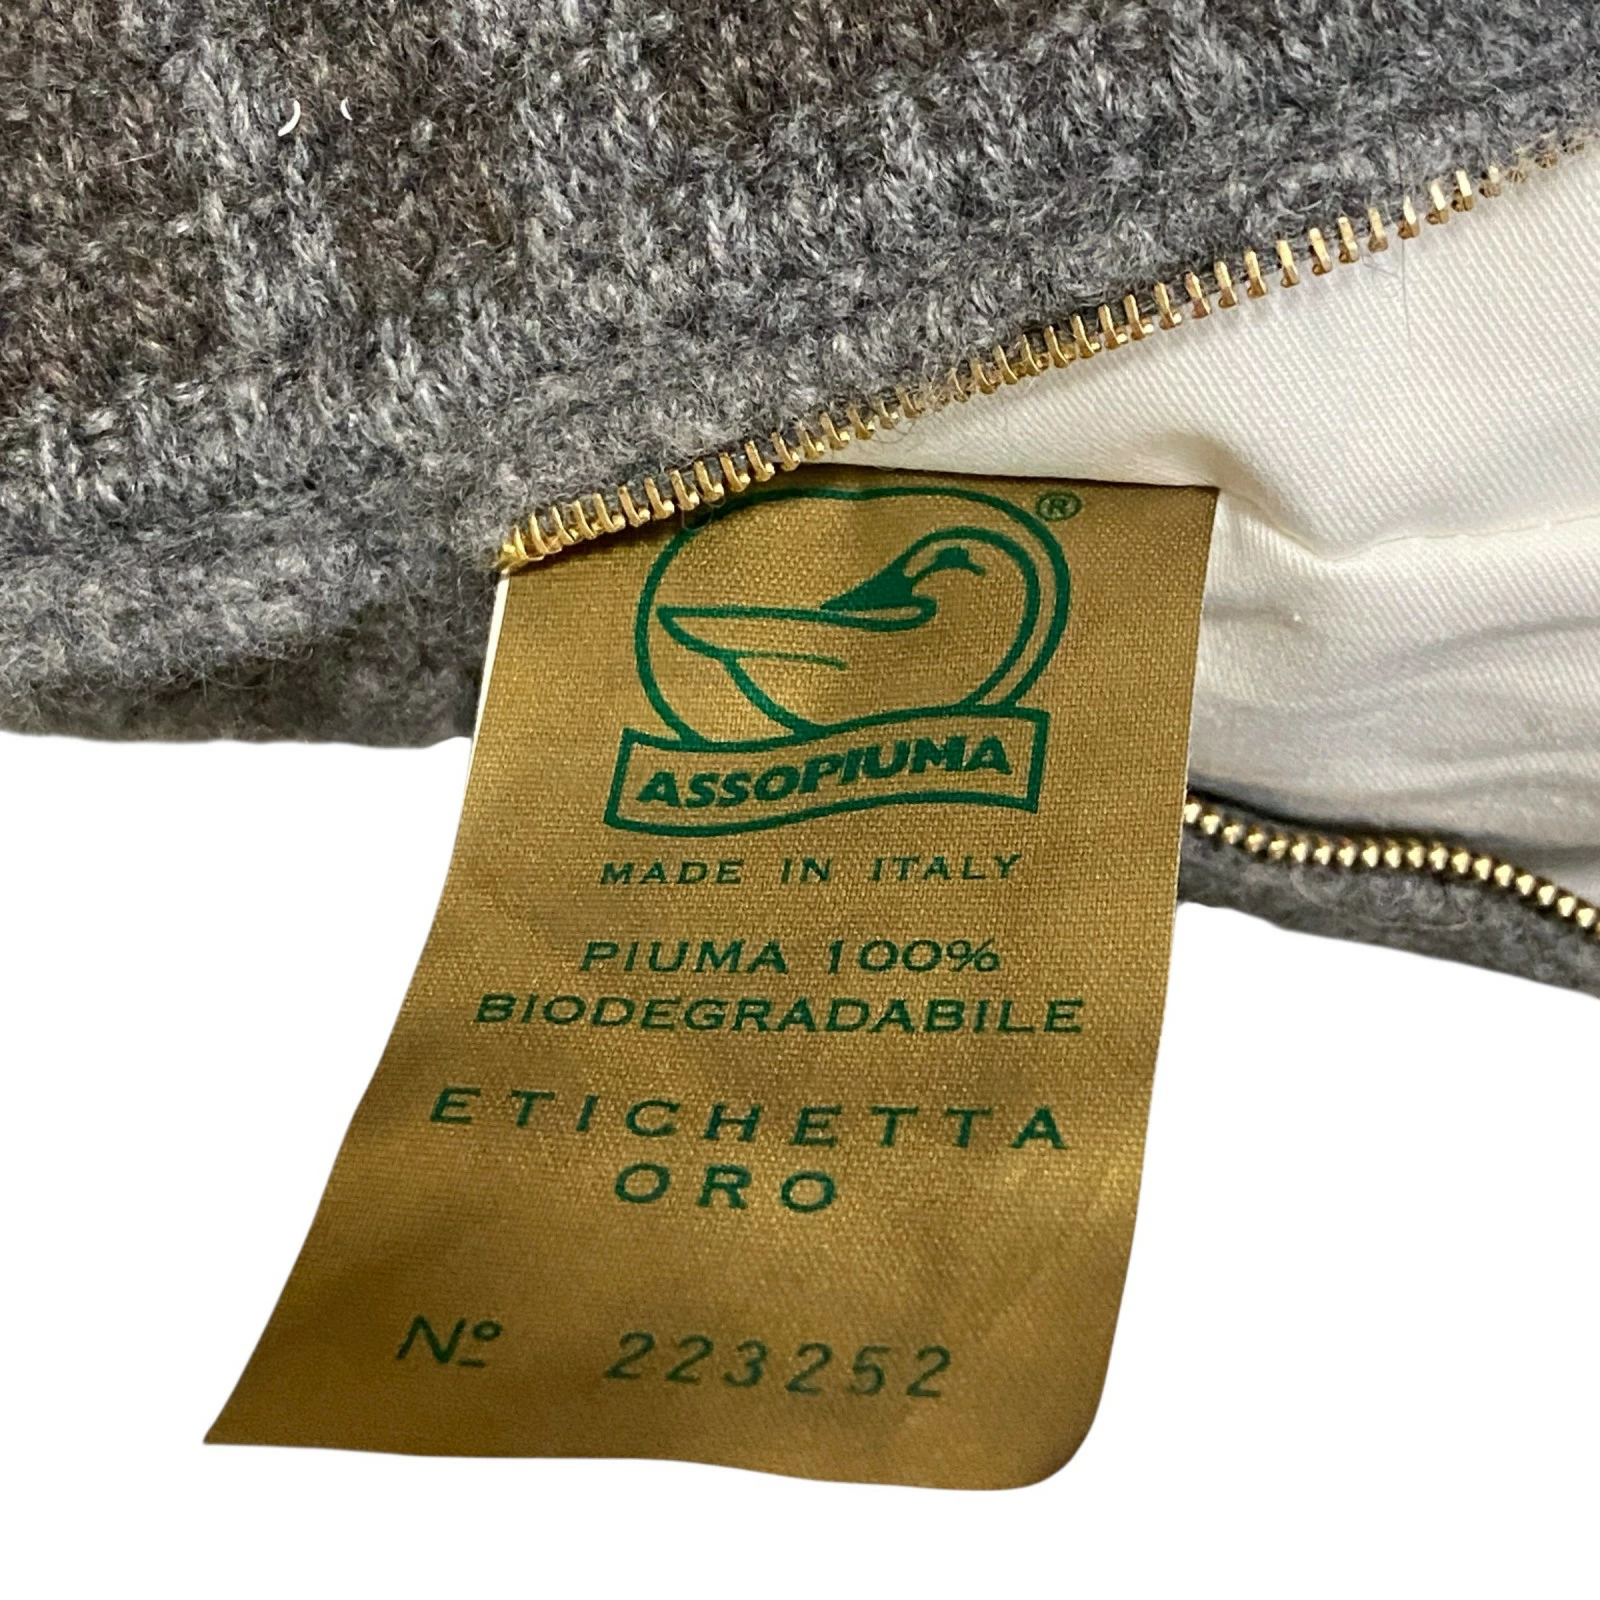 ®
ASSOPIUMA
MADE IN ITALY
PIUMA 100%
BIODEGRADABILE
ETICHETTA
ORO
Nº 223252